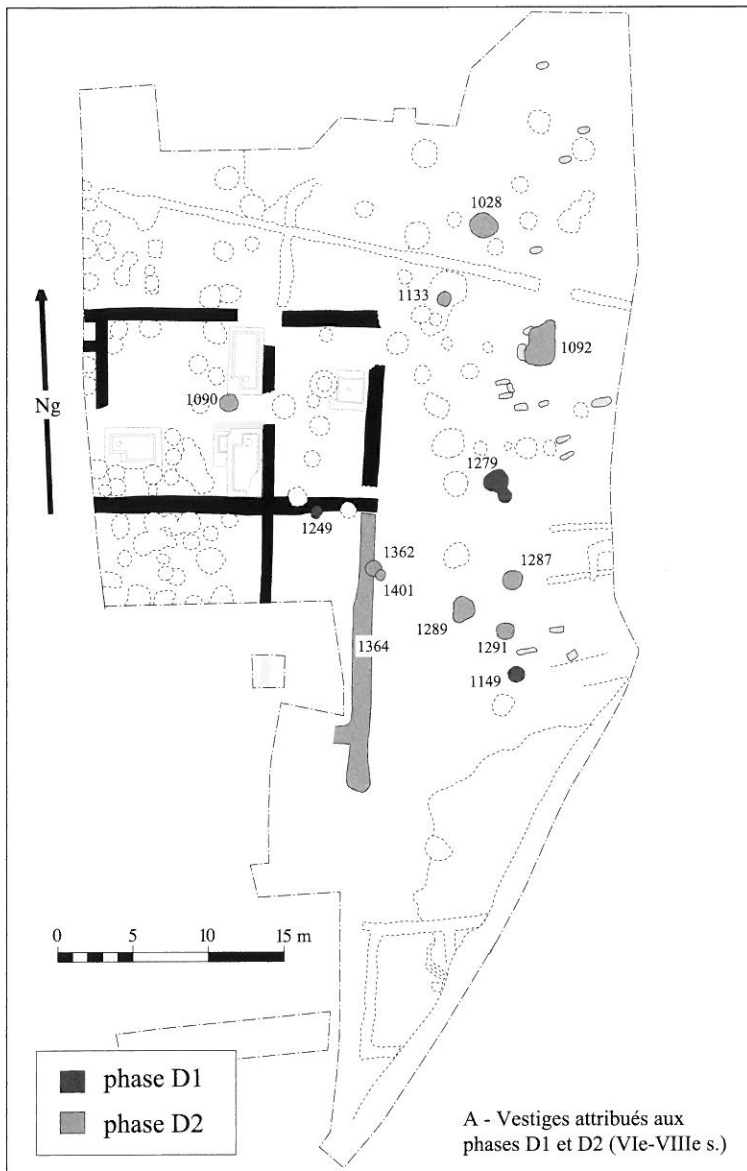 1028
1133
1092
Ng
1090
1279
1249
1362
1401
1287
1289
1291
1364
1149
0 5 10 15 m
phase D1
phase D2
A - Vestiges attribués aux
phases D1 et D2 (VIe-VIIIe s.)